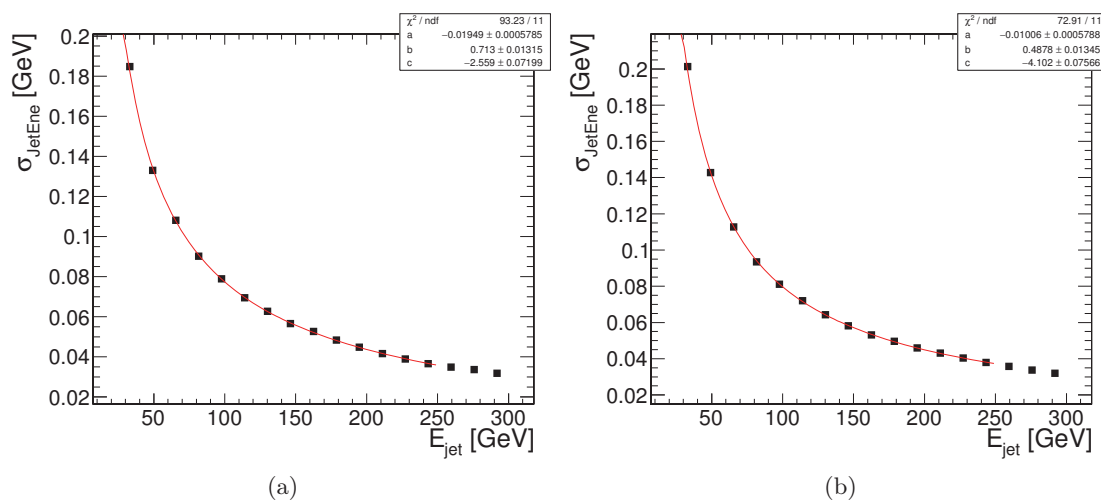 χ² / ndf 93.23 / 11
a −0.01949 ± 0.0005785
b 0.713 ± 0.01315
c −2.559 ± 0.07199
σJetEne [GeV]
0.2
0.18
0.16
0.14
0.12
0.1
0.08
0.06
0.04
0.02
50 100 150 200 250 300
Ejet [GeV]
(a)
χ² / ndf 72.91 / 11
a −0.01006 ± 0.0005788
b 0.4878 ± 0.01345
c −4.102 ± 0.07566
σJetEne [GeV]
0.2
0.18
0.16
0.14
0.12
0.1
0.08
0.06
0.04
0.02
50 100 150 200 250 300
Ejet [GeV]
(b)